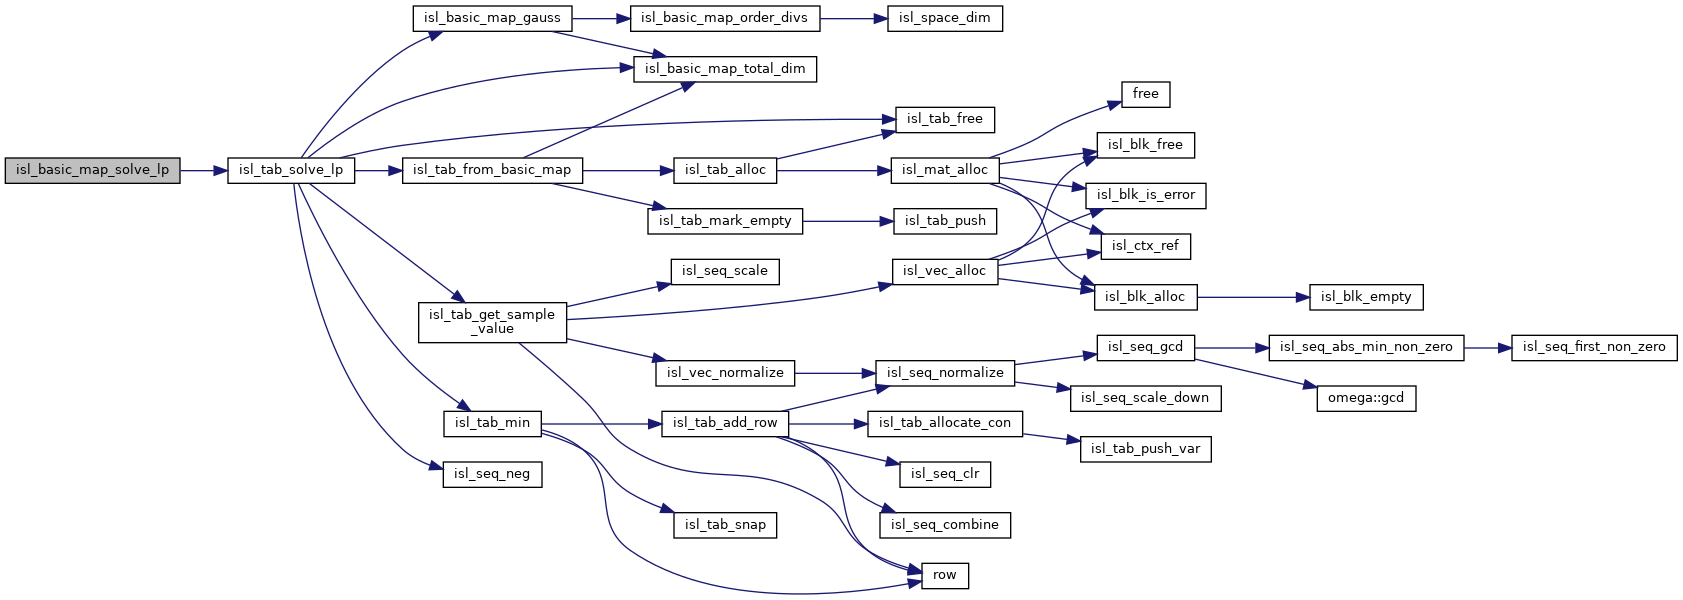 isl_basic_map_gauss
isl_basic_map_order_divs
isl_space_dim
isl_basic_map_total_dim
free
isl_tab_free
isl_blk_free
isl_basic_map_solve_lp
isl_tab_solve_lp
isl_tab_from_basic_map
isl_tab_alloc
isl_mat_alloc
isl_blk_is_error
isl_tab_mark_empty
isl_tab_push
isl_ctx_ref
isl_seq_scale
isl_vec_alloc
isl_blk_alloc
isl_blk_empty
isl_tab_get_sample
_value
isl_seq_gcd
isl_seq_abs_min_non_zero
isl_seq_first_non_zero
isl_vec_normalize
isl_seq_normalize
isl_seq_scale_down
omega::gcd
isl_tab_min
isl_tab_add_row
isl_tab_allocate_con
isl_tab_push_var
isl_seq_neg
isl_seq_clr
isl_tab_snap
isl_seq_combine
row